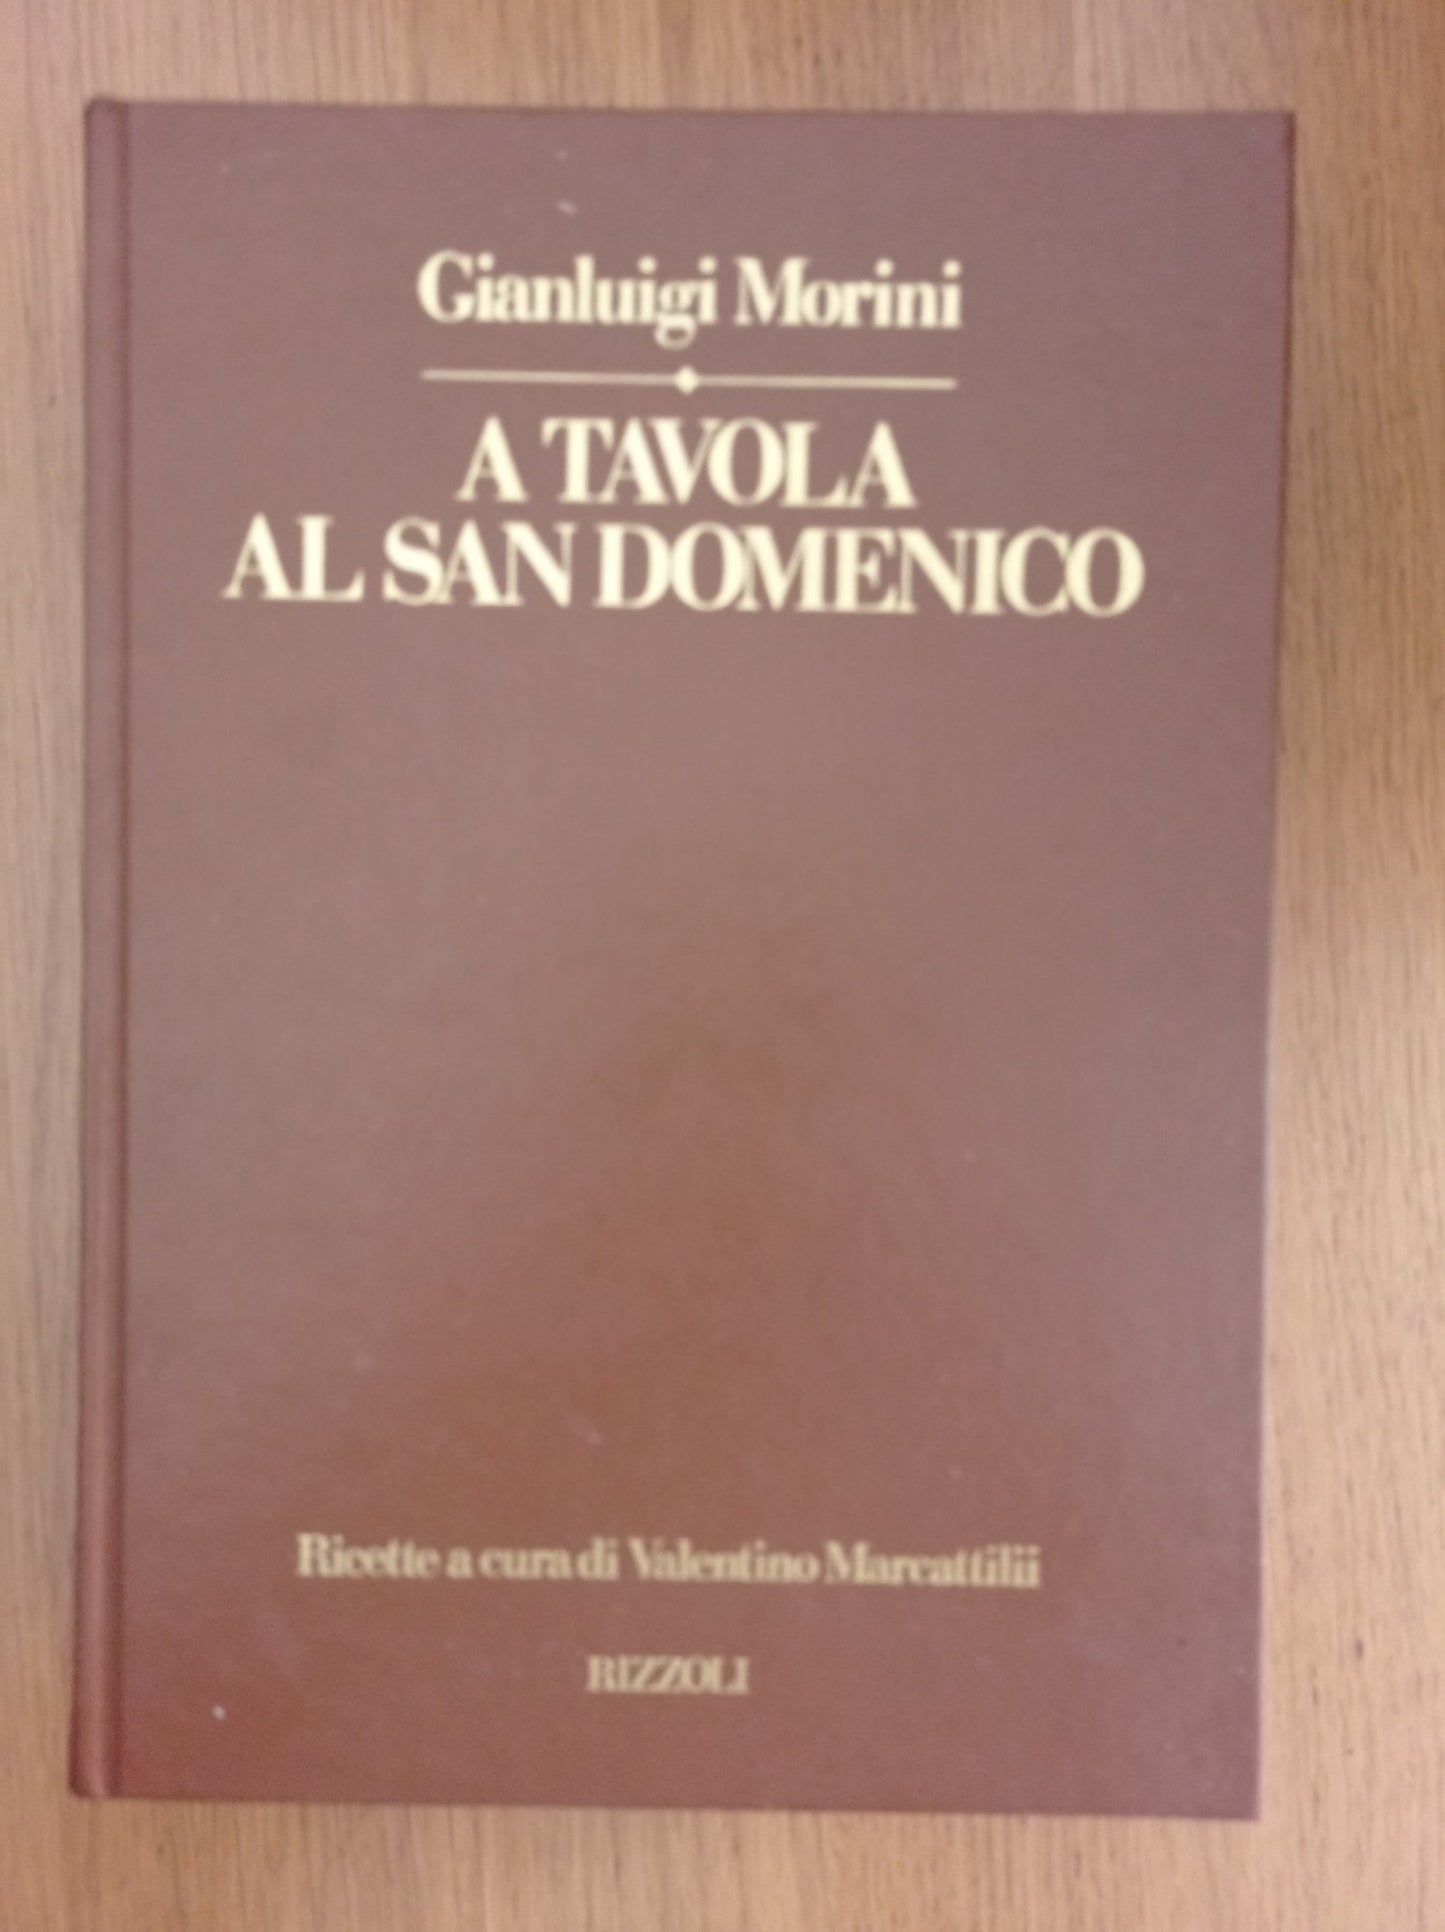 Gianluigi Morini
A TAVOLA
AL SAN DOMENICO
Ricette a cura di Valentino Marcattilii
RIZZOLI